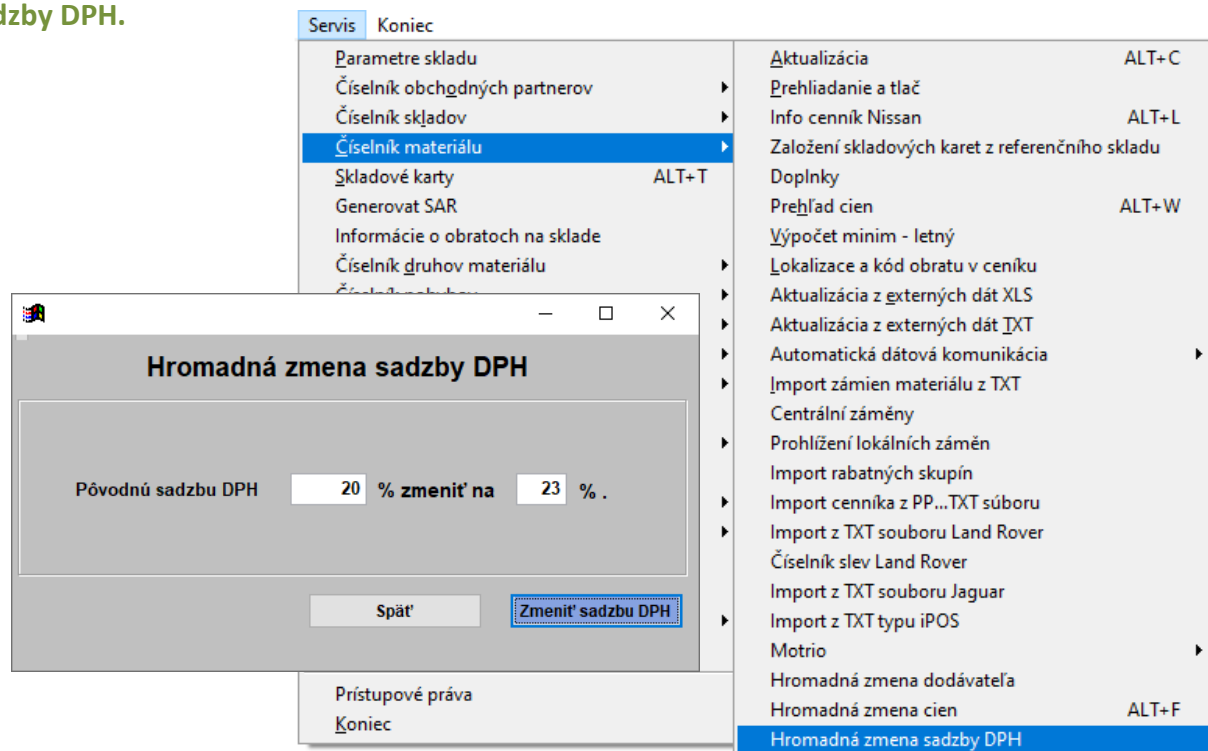 dzby DPH.
Servis Koniec
Parametre skladu
Číselník obchodných partnerov
Číselník skladov
Číselník materiálu
Skladové karty ALT+T
Generovat SAR
Informácie o obratoch na sklade
Číselník druhov materiálu
Číselník pohybov
Prístupové práva
Koniec
Aktualizácia ALT+C
Prehliadanie a tlač
Info cenník Nissan ALT+L
Založení skladových karet z referenčního skladu
Doplnky
Prehľad cien ALT+W
Výpočet minim - letný
Lokalizace a kód obratu v ceníku
Aktualizácia z externých dát XLS
Aktualizácia z externých dát TXT
Automatická dátová komunikácia
Import zámien materiálu z TXT
Centrální záměny
Prohlížení lokálních záměn
Import rabatných skupín
Import cenníka z PP...TXT súboru
Import z TXT souboru Land Rover
Číselník slev Land Rover
Import z TXT souboru Jaguar
Import z TXT typu iPOS
Motrio
Hromadná zmena dodávateľa
Hromadná zmena cien ALT+F
Hromadná zmena sadzby DPH
Hromadná zmena sadzby DPH
Pôvodnú sadzbu DPH 20 % zmeniť na 23 % .
Späť Zmeniť sadzbu DPH